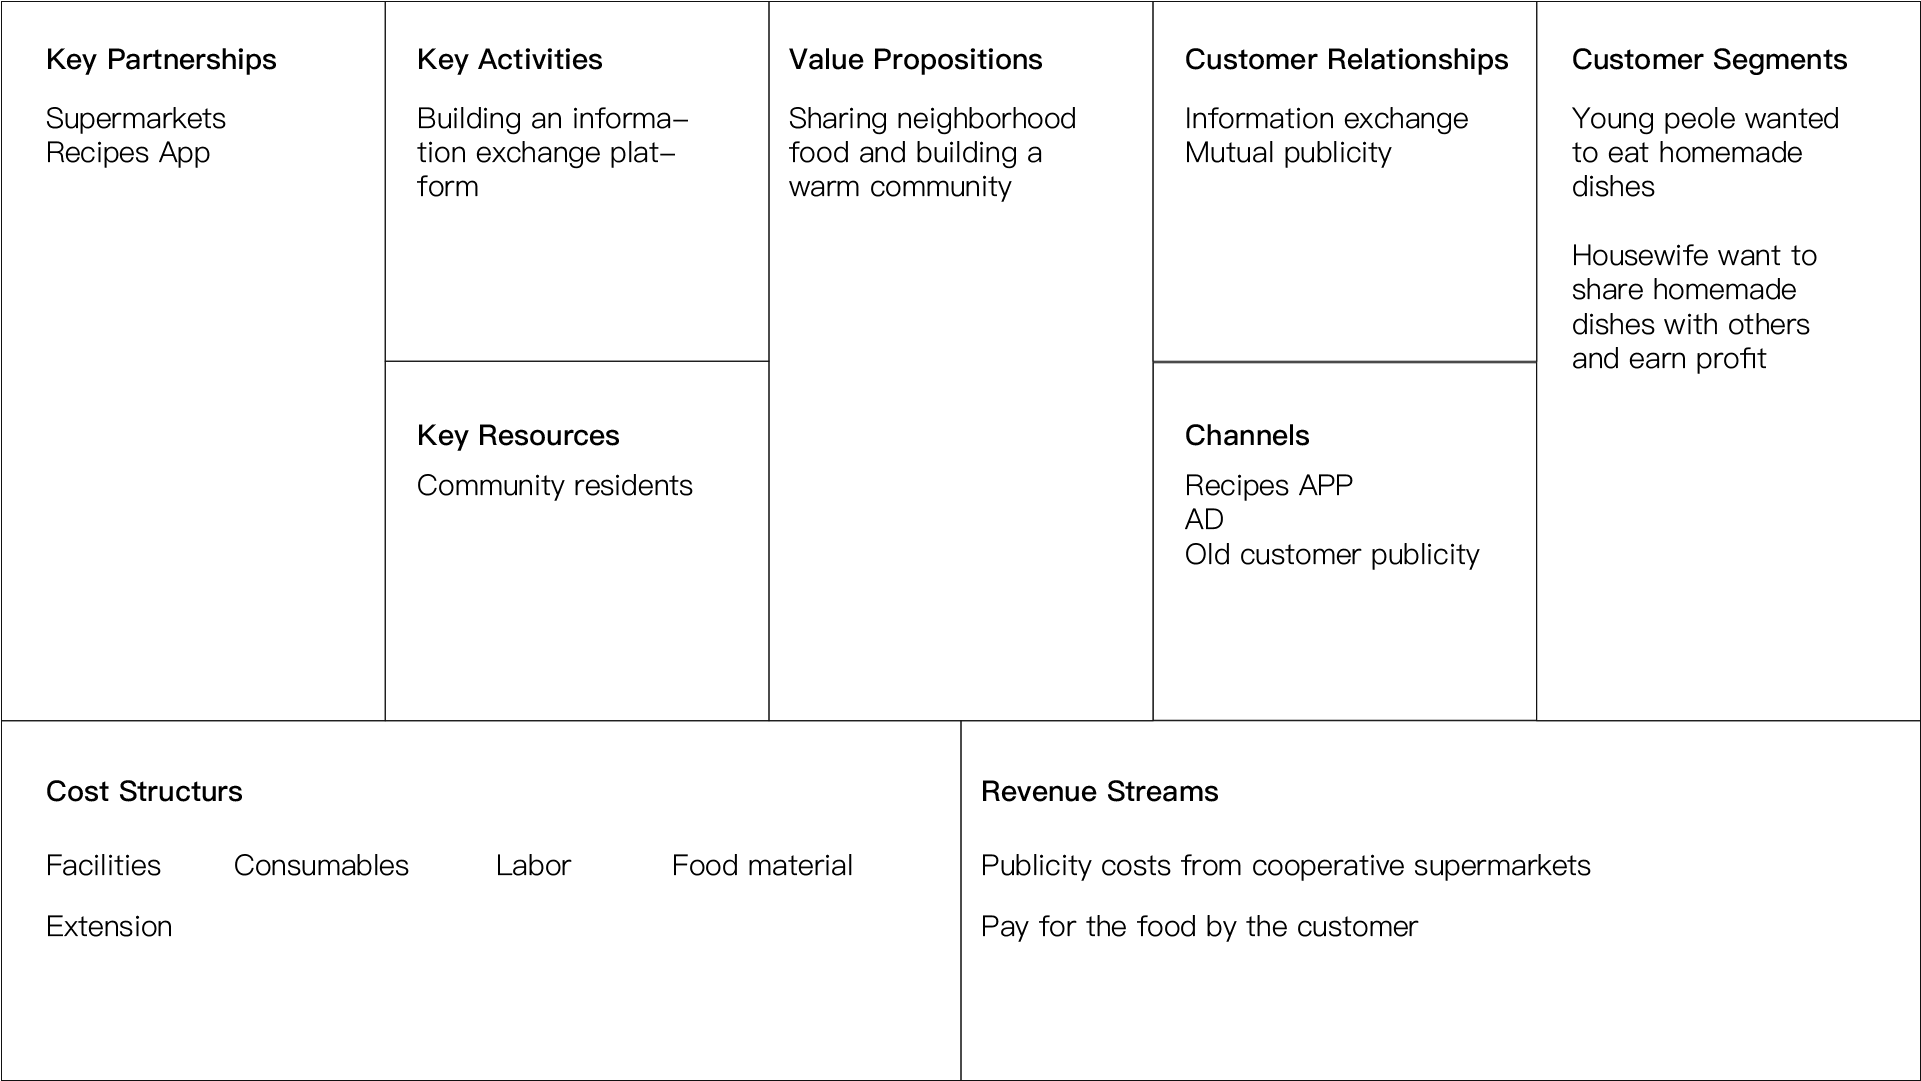 Key Partnerships
Supermarkets
Recipes App
Key Activities
Building an informa–
tion exchange plat–
form
Key Resources
Community residents
Value Propositions
Sharing neighborhood
food and building a
warm community
Customer Relationships
Information exchange
Mutual publicity
Channels
Recipes APP
AD
Old customer publicity
Customer Segments
Young peole wanted
to eat homemade
dishes
Housewife want to
share homemade
dishes with others
and earn profit
Cost Structurs
Facilities Consumables Labor Food material
Extension
Revenue Streams
Publicity costs from cooperative supermarkets
Pay for the food by the customer